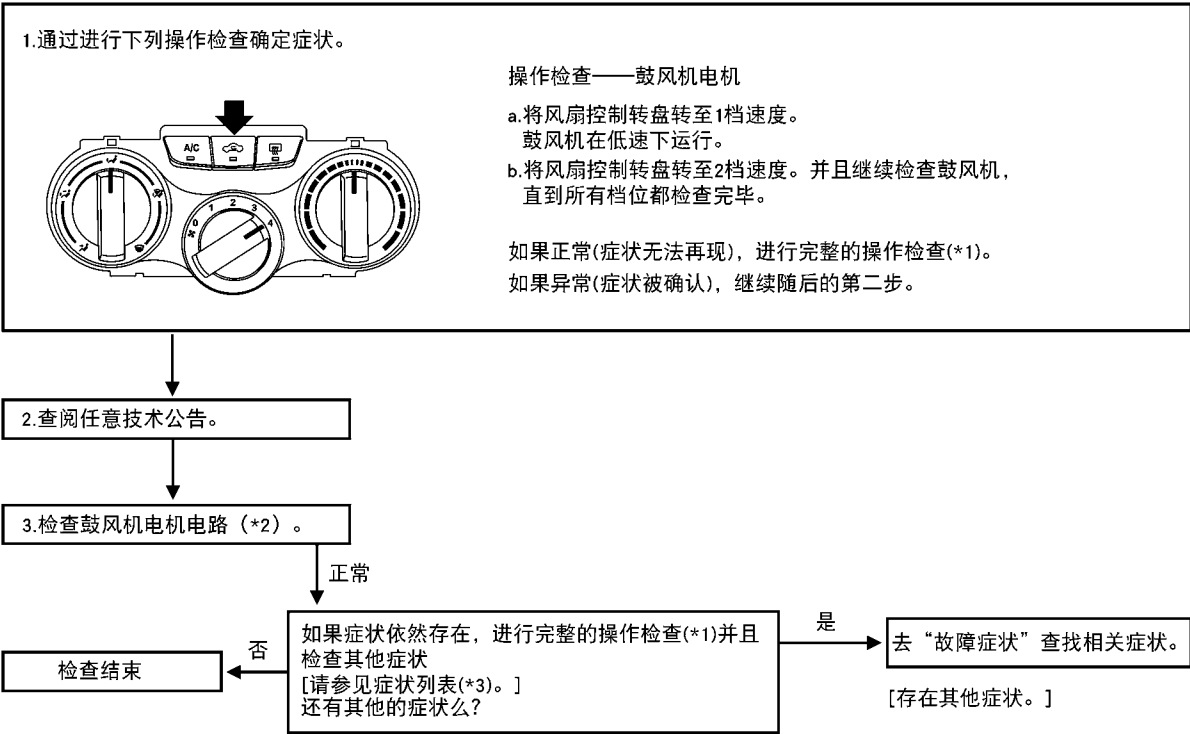 1.通过进行下列操作检查确定症状。
操作检查——鼓风机电机
a.将风扇控制转盘转至1档速度。
鼓风机在低速下运行。
b.将风扇控制转盘转至2档速度。并且继续检查鼓风机，
直到所有档位都检查完毕。
如果正常(症状无法再现)，进行完整的操作检查(*1)。
如果异常(症状被确认)，继续随后的第二步。
A/C
0 1 2 3 4
2.查阅任意技术公告。
3.检查鼓风机电机电路（*2）。
正常
如果症状依然存在，进行完整的操作检查(*1)并且
检查其他症状
[请参见症状列表(*3)。]
还有其他的症状么?
否
检查结束
是
去“故障症状”查找相关症状。
[存在其他症状。]